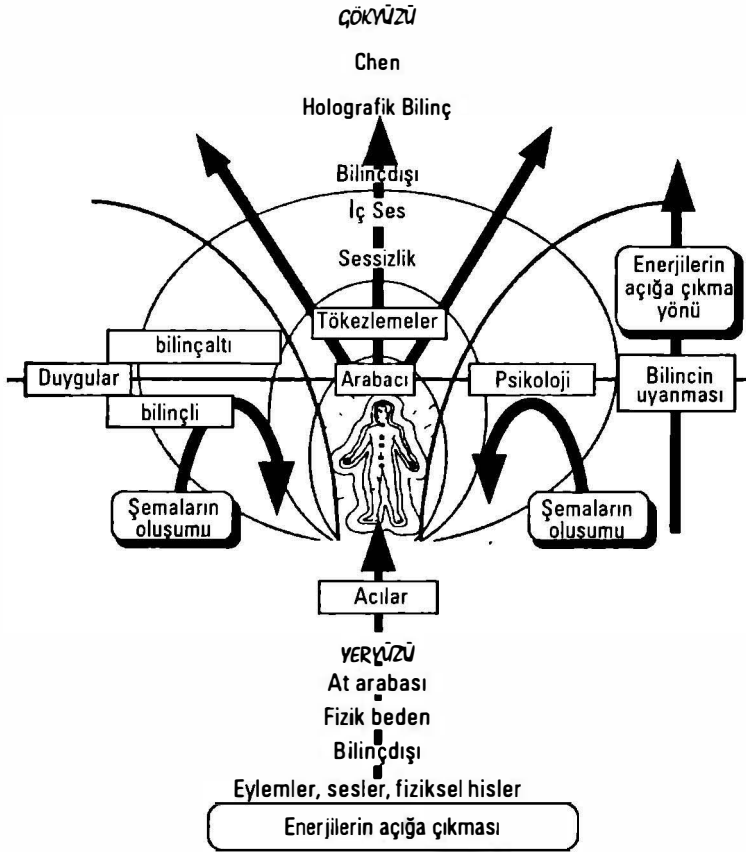 GÖKYÜZÜ
Chen
Holografik Bilinç
Bilinçdışı
İç Ses
Sessizlik
Enerjilerin
açığa çıkma
yönü
Tökezlemeler
bilinçaltı
Duygular
Arabacı
Psikoloji
Bilincin
uyanması
bilinçli
Şemaların
oluşumu
Şemaların
oluşumu
Acılar
YERYÜZÜ
At arabası
Fizik beden
Bilinçdışı
Eylemler, sesler, fiziksel hisler
Enerjilerin açığa çıkması